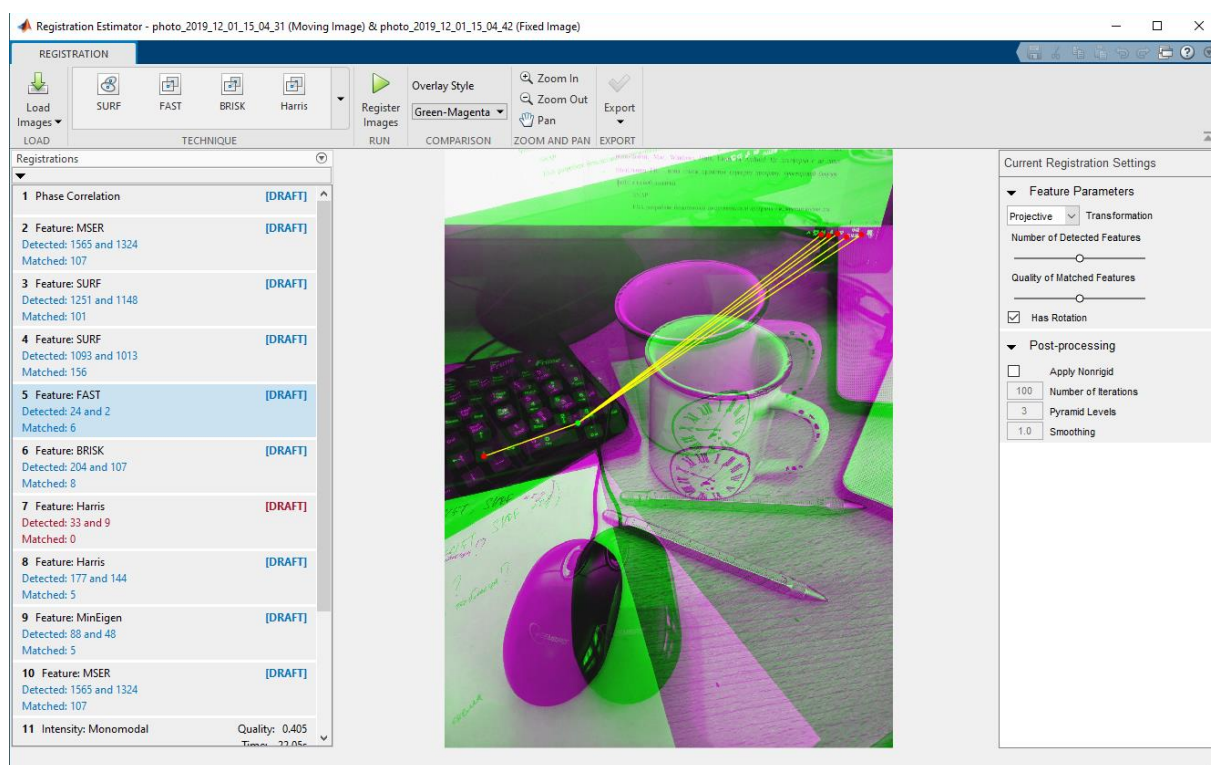 Registration Estimator - photo_2019_12_01_15_04_31 (Moving Image) & photo_2019_12_01_15_04_42 (Fixed Image)
REGISTRATION
Load Images
SURF
FAST
BRISK
Harris
Register Images
Overlay Style
Green-Magenta
Zoom In
Zoom Out
Pan
Export
LOAD
TECHNIQUE
RUN
COMPARISON
ZOOM AND PAN
EXPORT
Registrations
1 Phase Correlation [DRAFT]
2 Feature: MSER [DRAFT]
Detected: 1565 and 1324
Matched: 107
3 Feature: SURF [DRAFT]
Detected: 1251 and 1148
Matched: 101
4 Feature: SURF [DRAFT]
Detected: 1093 and 1013
Matched: 156
5 Feature: FAST [DRAFT]
Detected: 24 and 2
Matched: 6
6 Feature: BRISK [DRAFT]
Detected: 204 and 107
Matched: 8
7 Feature: Harris [DRAFT]
Detected: 33 and 9
Matched: 0
8 Feature: Harris [DRAFT]
Detected: 177 and 144
Matched: 5
9 Feature: MinEigen [DRAFT]
Detected: 88 and 48
Matched: 5
10 Feature: MSER [DRAFT]
Detected: 1565 and 1324
Matched: 107
11 Intensity: Monomodal Quality: 0.405
Time: 22.05s
Current Registration Settings
Feature Parameters
Projective Transformation
Number of Detected Features
Quality of Matched Features
Has Rotation
Post-processing
Apply Nonrigid
100 Number of Iterations
3 Pyramid Levels
1.0 Smoothing